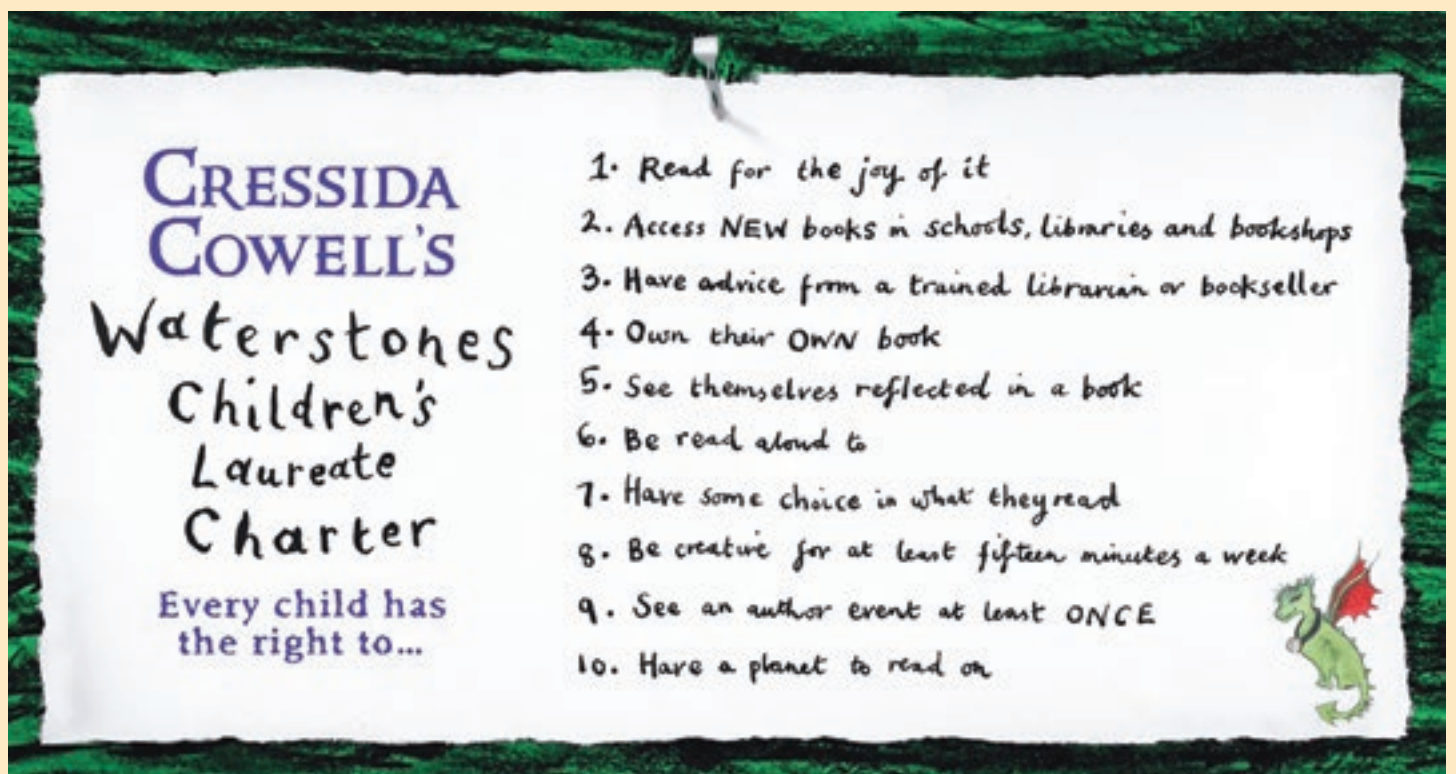 CRESSIDA
COWELL'S
Waterstones
Children's
Laureate
Charter
Every child has
the right to...
1. Read for the joy of it
2. Access NEW books in schools, libraries and bookshops
3. Have advice from a trained librarian or bookseller
4. Own their OWN book
5. See themselves reflected in a book
6. Be read aloud to
7. Have some choice in what they read
8. Be creative for at least fifteen minutes a week
9. See an author event at least ONCE
10. Have a planet to read on